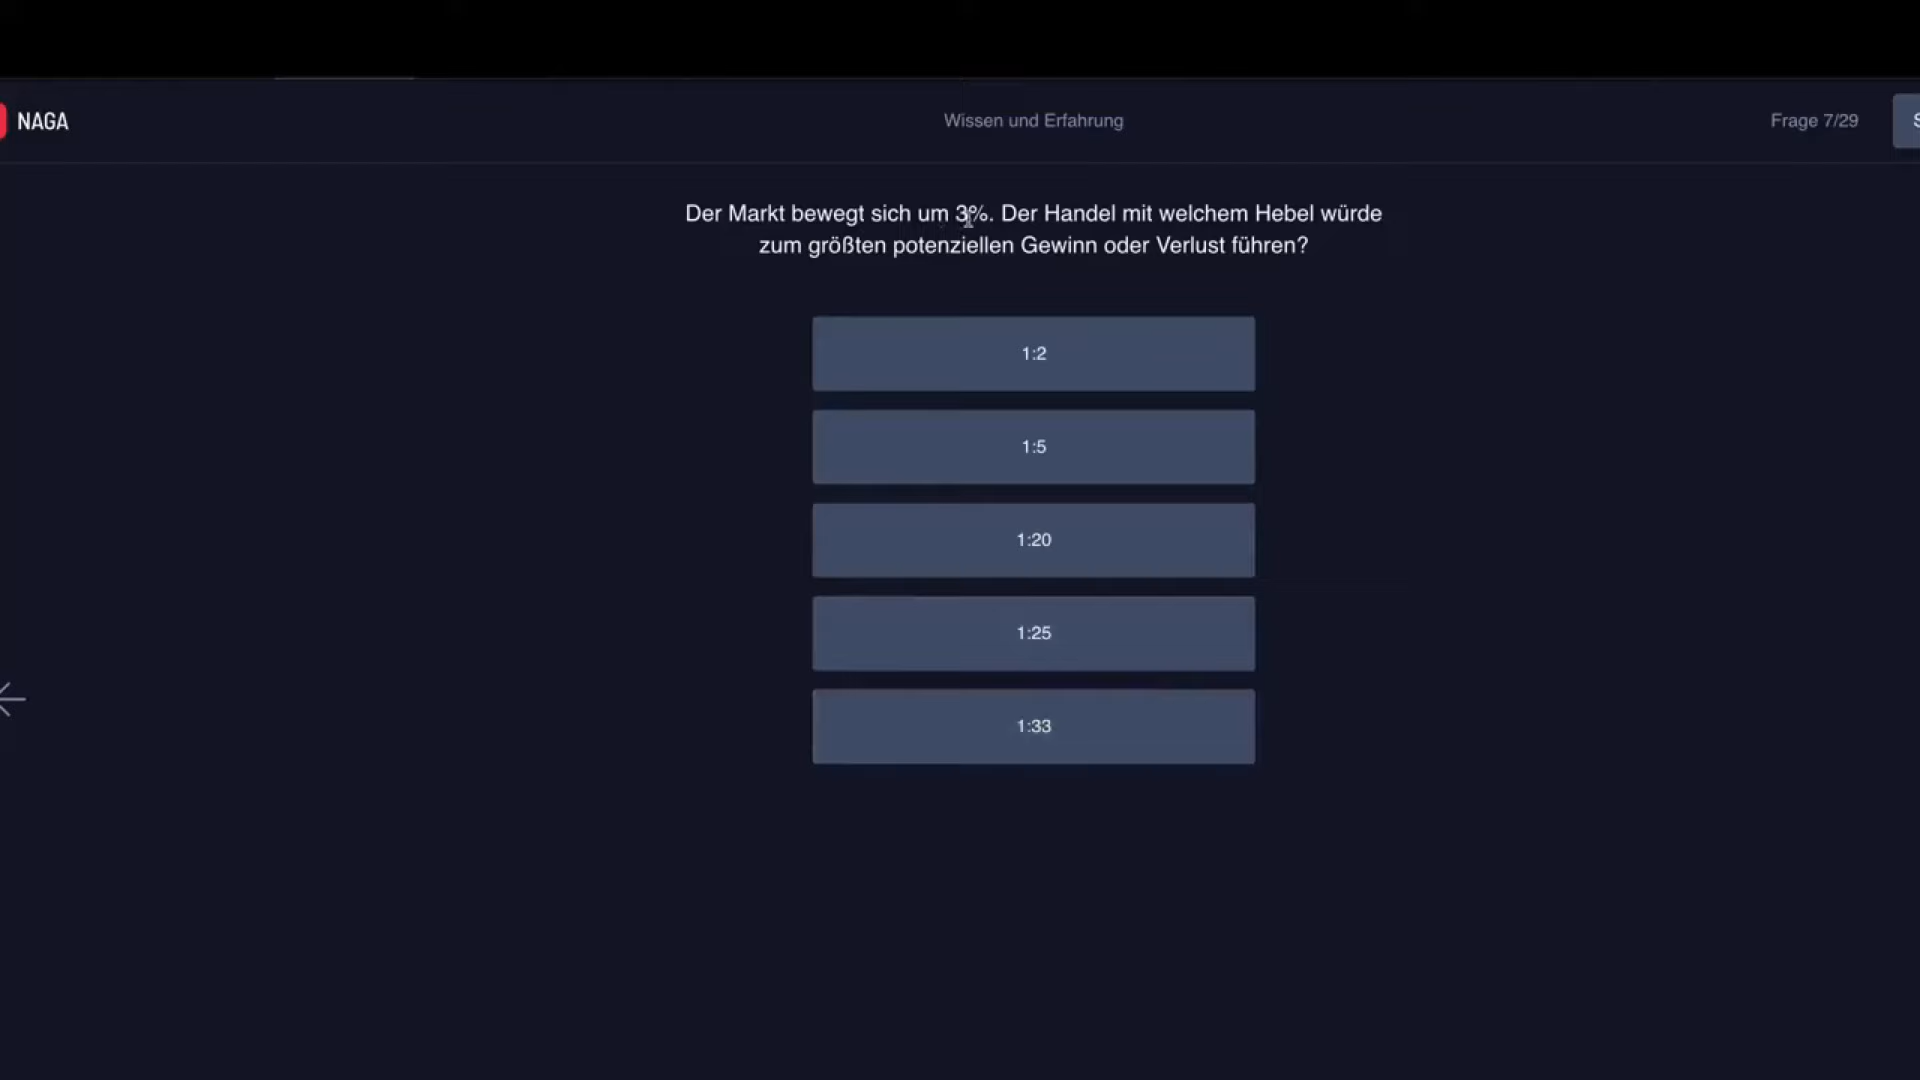 NAGA
Wissen und Erfahrung
Frage 7/29
Der Markt bewegt sich um 3%. Der Handel mit welchem Hebel würde
zum größten potenziellen Gewinn oder Verlust führen?
1:2
1:5
1:20
1:25
1:33